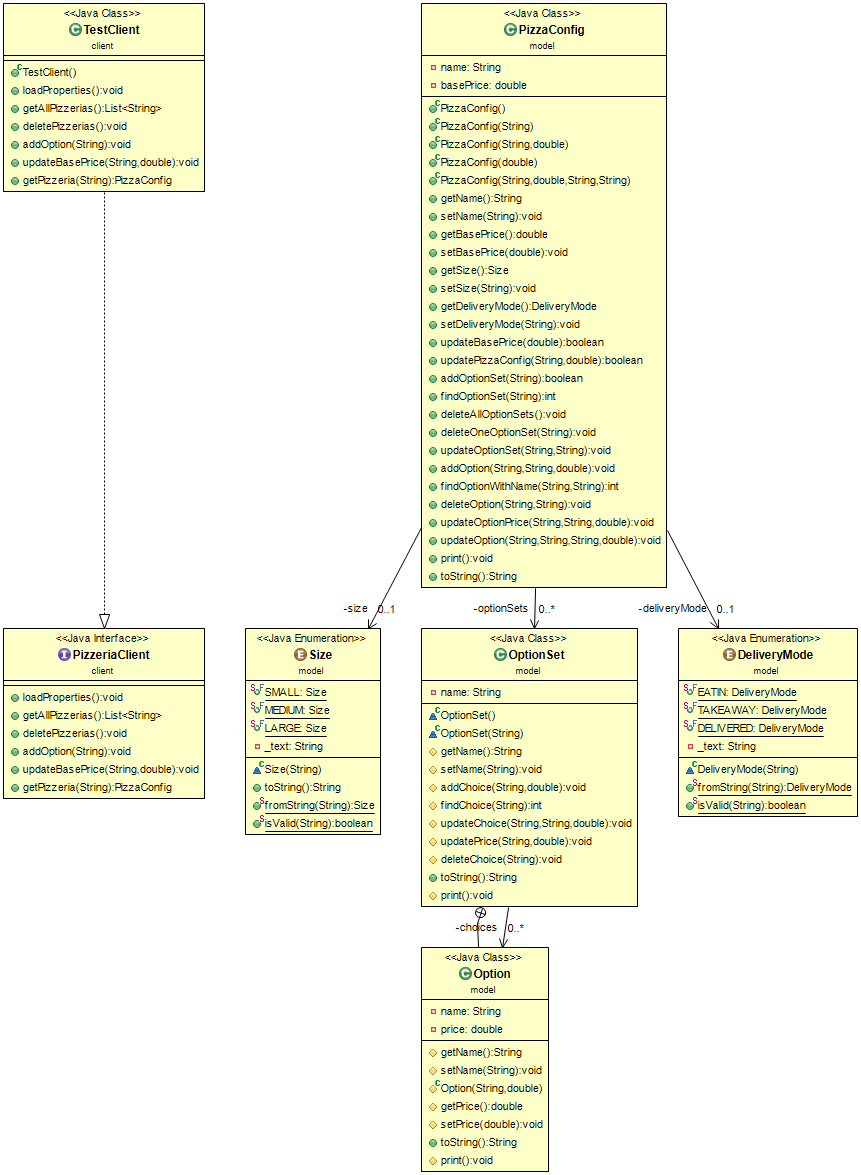 <<Java Class>>
TestClient
client
TestClient()
loadProperties():void
getAllPizzerias():List<String>
deletePizzerias():void
addOption(String):void
updateBasePrice(String,double):void
getPizzeria(String):PizzaConfig
<<Java Class>>
PizzaConfig
model
name: String
basePrice: double
PizzaConfig()
PizzaConfig(String)
PizzaConfig(String,double)
PizzaConfig(double)
PizzaConfig(String,double,String,String)
getName():String
setName(String):void
getBasePrice():double
setBasePrice(double):void
getSize():Size
setSize(String):void
getDeliveryMode():DeliveryMode
setDeliveryMode(String):void
updateBasePrice(double):boolean
updatePizzaConfig(String,double):boolean
addOptionSet(String):boolean
findOptionSet(String):int
deleteAllOptionSets():void
deleteOneOptionSet(String):void
updateOptionSet(String,String):void
addOption(String,String,double):void
findOptionWithName(String,String):int
deleteOption(String,String):void
updateOptionPrice(String,String,double):void
updateOption(String,String,String,double):void
print():void
toString():String
-size 0..1
-optionSets 0..*
-deliveryMode 0..1
<<Java Interface>>
PizzeriaClient
client
loadProperties():void
getAllPizzerias():List<String>
deletePizzerias():void
addOption(String):void
updateBasePrice(String,double):void
getPizzeria(String):PizzaConfig
<<Java Enumeration>>
Size
model
SMALL: Size
MEDIUM: Size
LARGE: Size
_text: String
Size(String)
toString():String
fromString(String):Size
isValid(String):boolean
<<Java Class>>
OptionSet
model
name: String
OptionSet()
OptionSet(String)
getName():String
setName(String):void
addChoice(String,double):void
findChoice(String):int
updateChoice(String,String,double):void
updatePrice(String,double):void
deleteChoice(String):void
toString():String
print():void
<<Java Enumeration>>
DeliveryMode
model
EATIN: DeliveryMode
TAKEAWAY: DeliveryMode
DELIVERED: DeliveryMode
_text: String
DeliveryMode(String)
fromString(String):DeliveryMode
isValid(String):boolean
-choices 0..*
<<Java Class>>
Option
model
name: String
price: double
getName():String
setName(String):void
Option(String,double)
getPrice():double
setPrice(double):void
toString():String
print():void